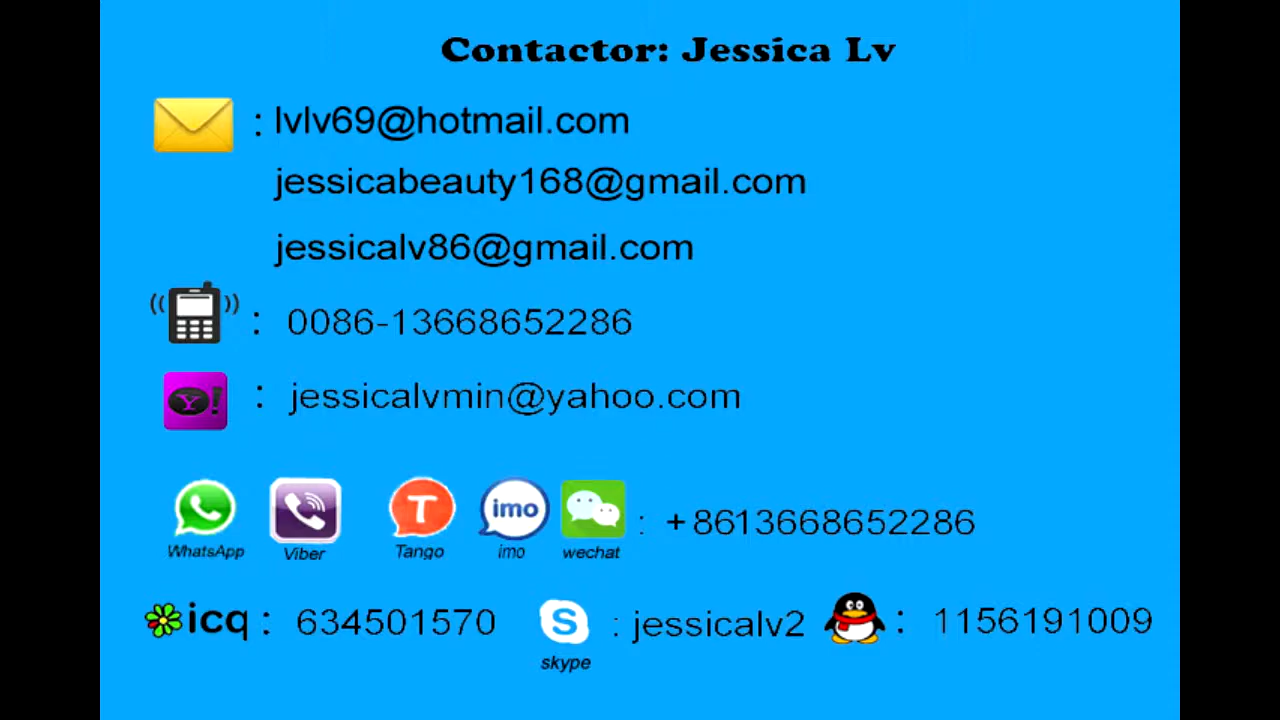 Contactor: Jessica Lv
: lvlv69@hotmail.com
jessicabeauty168@gmail.com
jessicalv86@gmail.com
: 0086-13668652286
Y! : jessicalvmin@yahoo.com
T imo : +8613668652286
WhatsApp Viber Tango imo wechat
icq : 634501570 S : jessicalv2 : 1156191009
skype